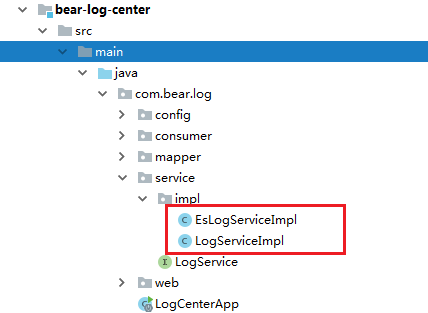 bear-log-center
src
main
java
com.bear.log
config
consumer
mapper
service
impl
EsLogServiceImpl
LogServiceImpl
LogService
web
LogCenterApp